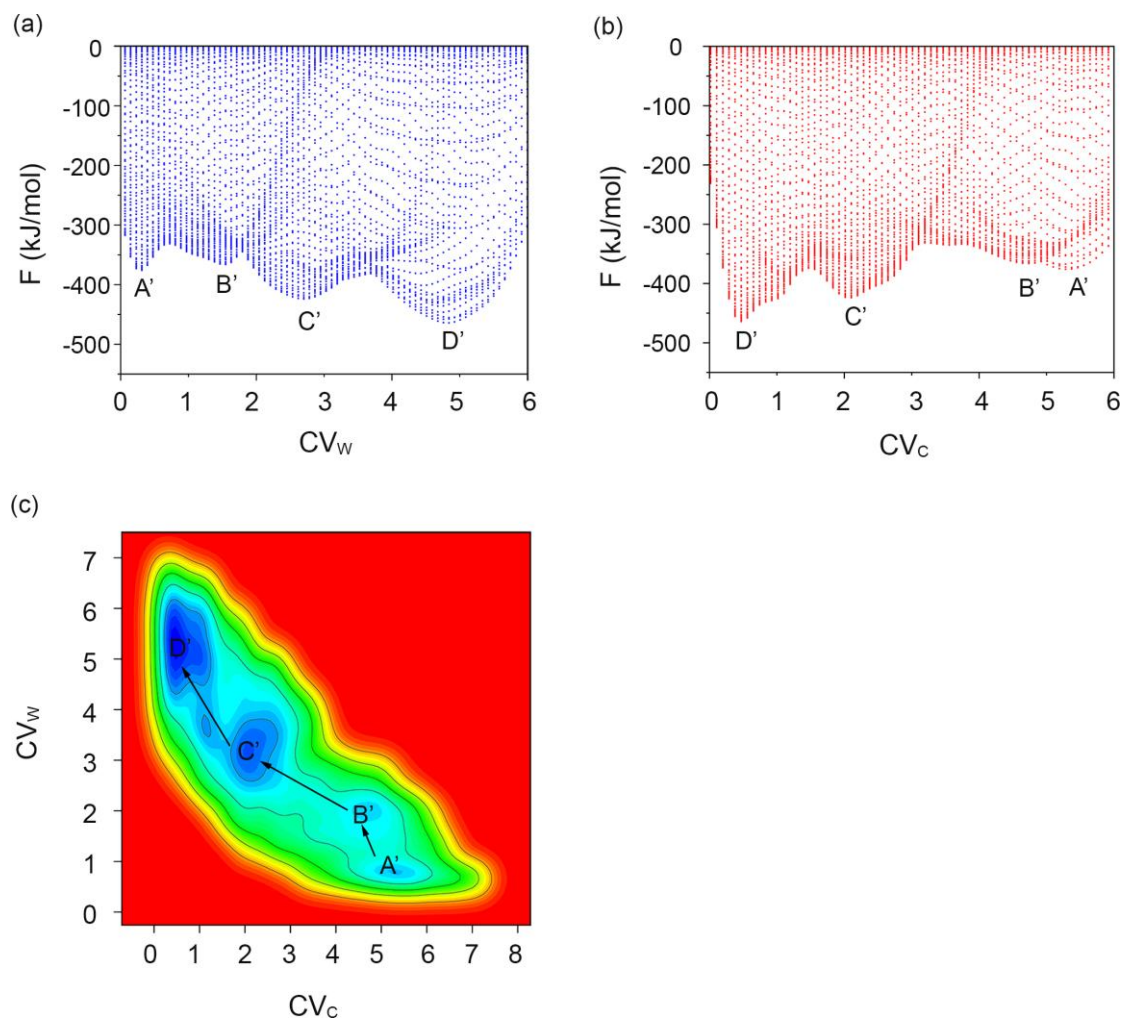 (a)
0
-100
-200
-300
-400
-500
F (kJ/mol)
A'
B'
C'
D'
0 1 2 3 4 5 6
CVW
(b)
0
-100
-200
-300
-400
-500
F (kJ/mol)
D'
C'
B'
A'
0 1 2 3 4 5 6
CVC
(c)
7
6
5
4
3
2
1
0
CVW
D'
C'
B'
A'
0 1 2 3 4 5 6 7 8
CVC